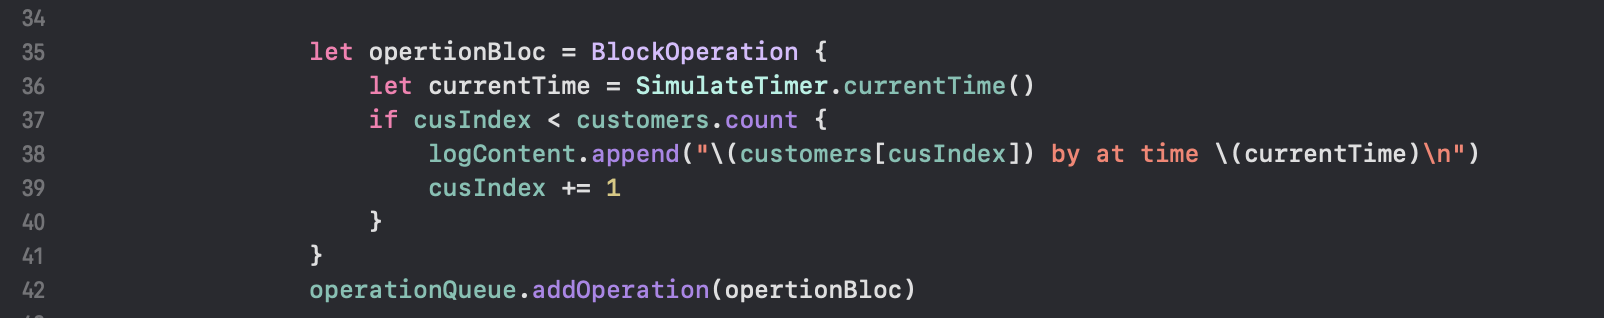 34
35 let opertionBloc = BlockOperation {
36 let currentTime = SimulateTimer.currentTime()
37 if cusIndex < customers.count {
38 logContent.append("\(customers[cusIndex]) by at time \(currentTime)\n")
39 cusIndex += 1
40 }
41 }
42 operationQueue.addOperation(opertionBloc)